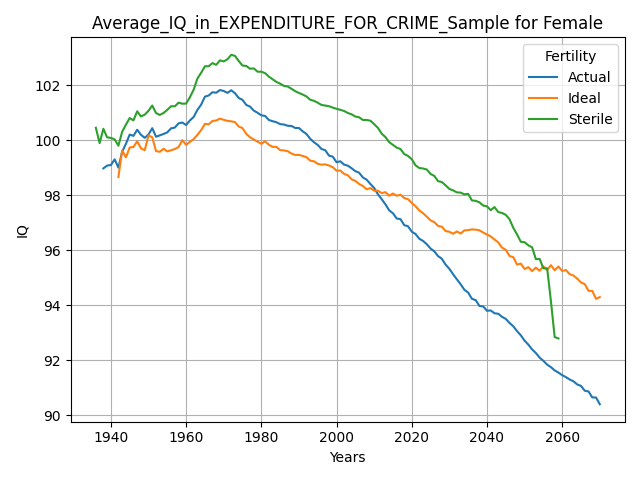 Average_IQ_in_EXPENDITURE_FOR_CRIME_Sample for Female
Fertility
Actual
Ideal
Sterile
IQ
102
100
98
96
94
92
90
1940 1960 1980 2000 2020 2040 2060
Years